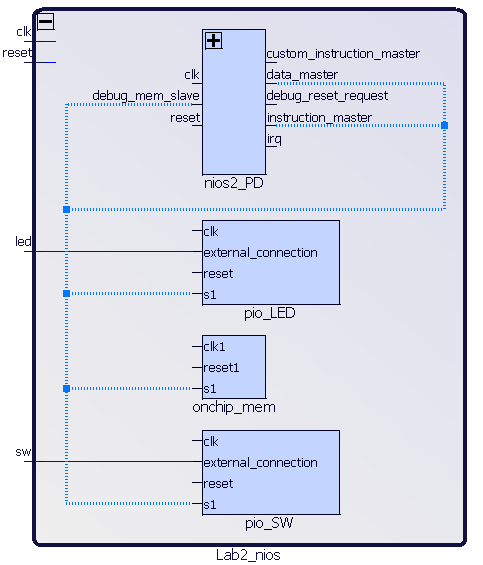 clk
reset
custom_instruction_master
clk
data_master
debug_mem_slave
debug_reset_request
reset
instruction_master
irq
nios2_PD
clk
led
external_connection
reset
s1
pio_LED
clk1
reset1
s1
onchip_mem
clk
sw
external_connection
reset
s1
pio_SW
Lab2_nios